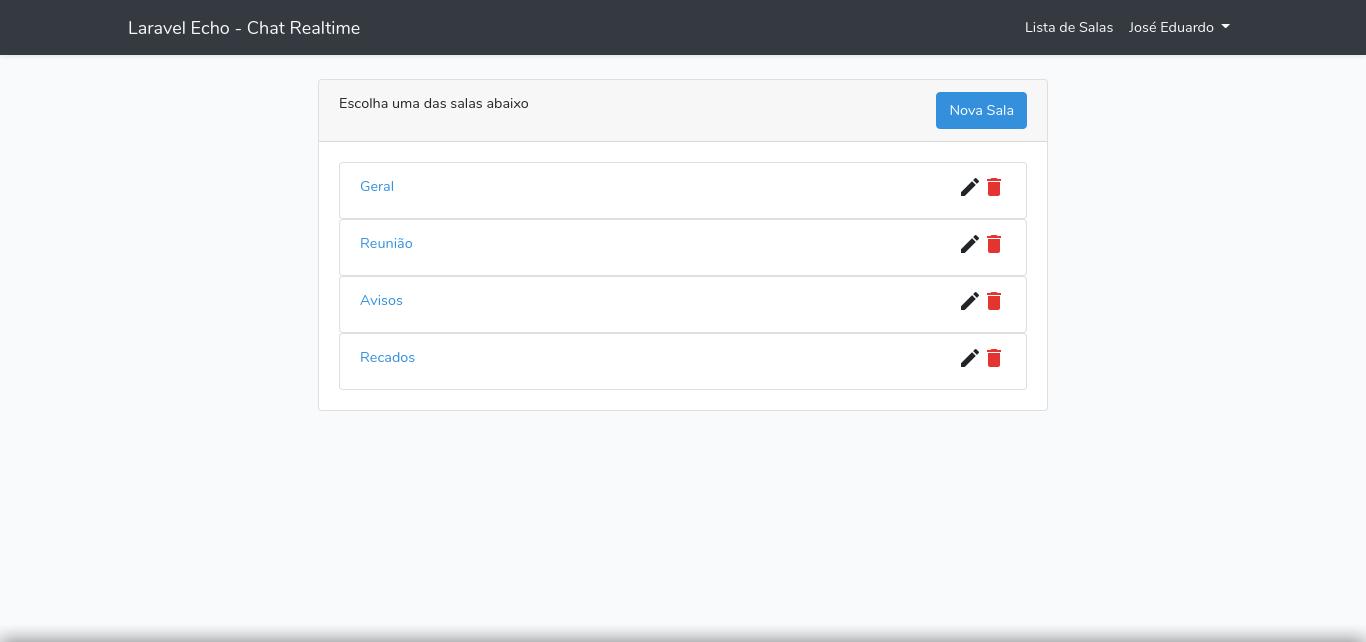 Laravel Echo - Chat Realtime
Lista de Salas
José Eduardo
Escolha uma das salas abaixo
Nova Sala
Geral
Reunião
Avisos
Recados